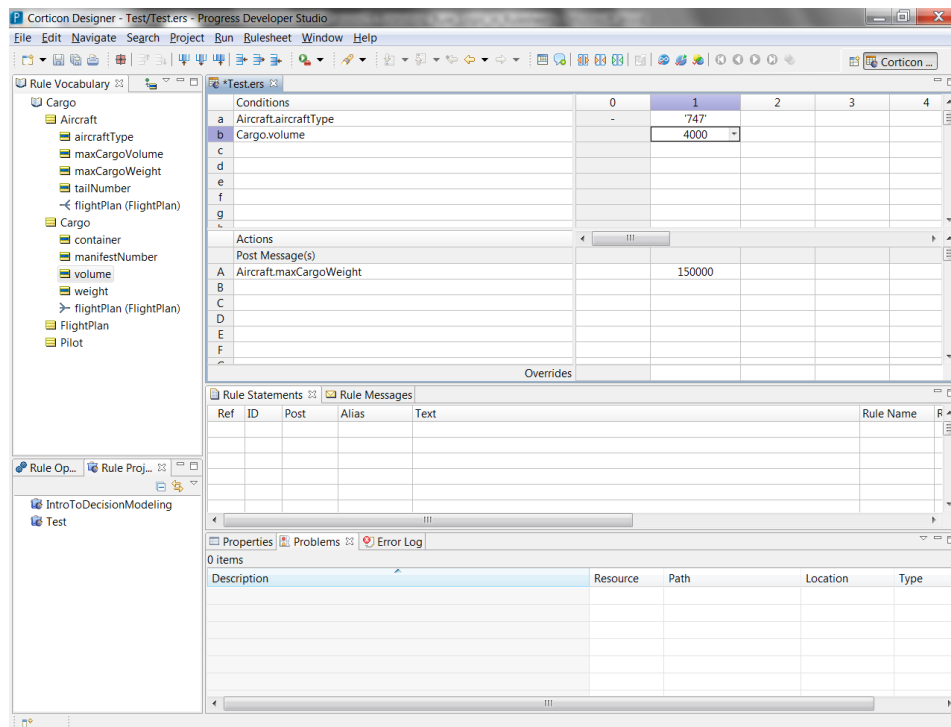 Corticon Designer - Test/Test.ers - Progress Developer Studio
File Edit Navigate Search Project Run Rulesheet Window Help
Corticon ...
Rule Vocabulary
Cargo
Aircraft
aircraftType
maxCargoVolume
maxCargoWeight
tailNumber
flightPlan (FlightPlan)
Cargo
container
manifestNumber
volume
weight
flightPlan (FlightPlan)
FlightPlan
Pilot
*Test.ers
Conditions 0 1 2 3 4
a Aircraft.aircraftType - '747'
b Cargo.volume 4000
c
d
e
f
g
Actions
Post Message(s)
A Aircraft.maxCargoWeight 150000
B
C
D
E
F
Overrides
Rule Statements Rule Messages
Ref ID Post Alias Text Rule Name R
Rule Op... Rule Proj...
IntroToDecisionModeling
Test
Properties Problems Error Log
0 items
Description Resource Path Location Type